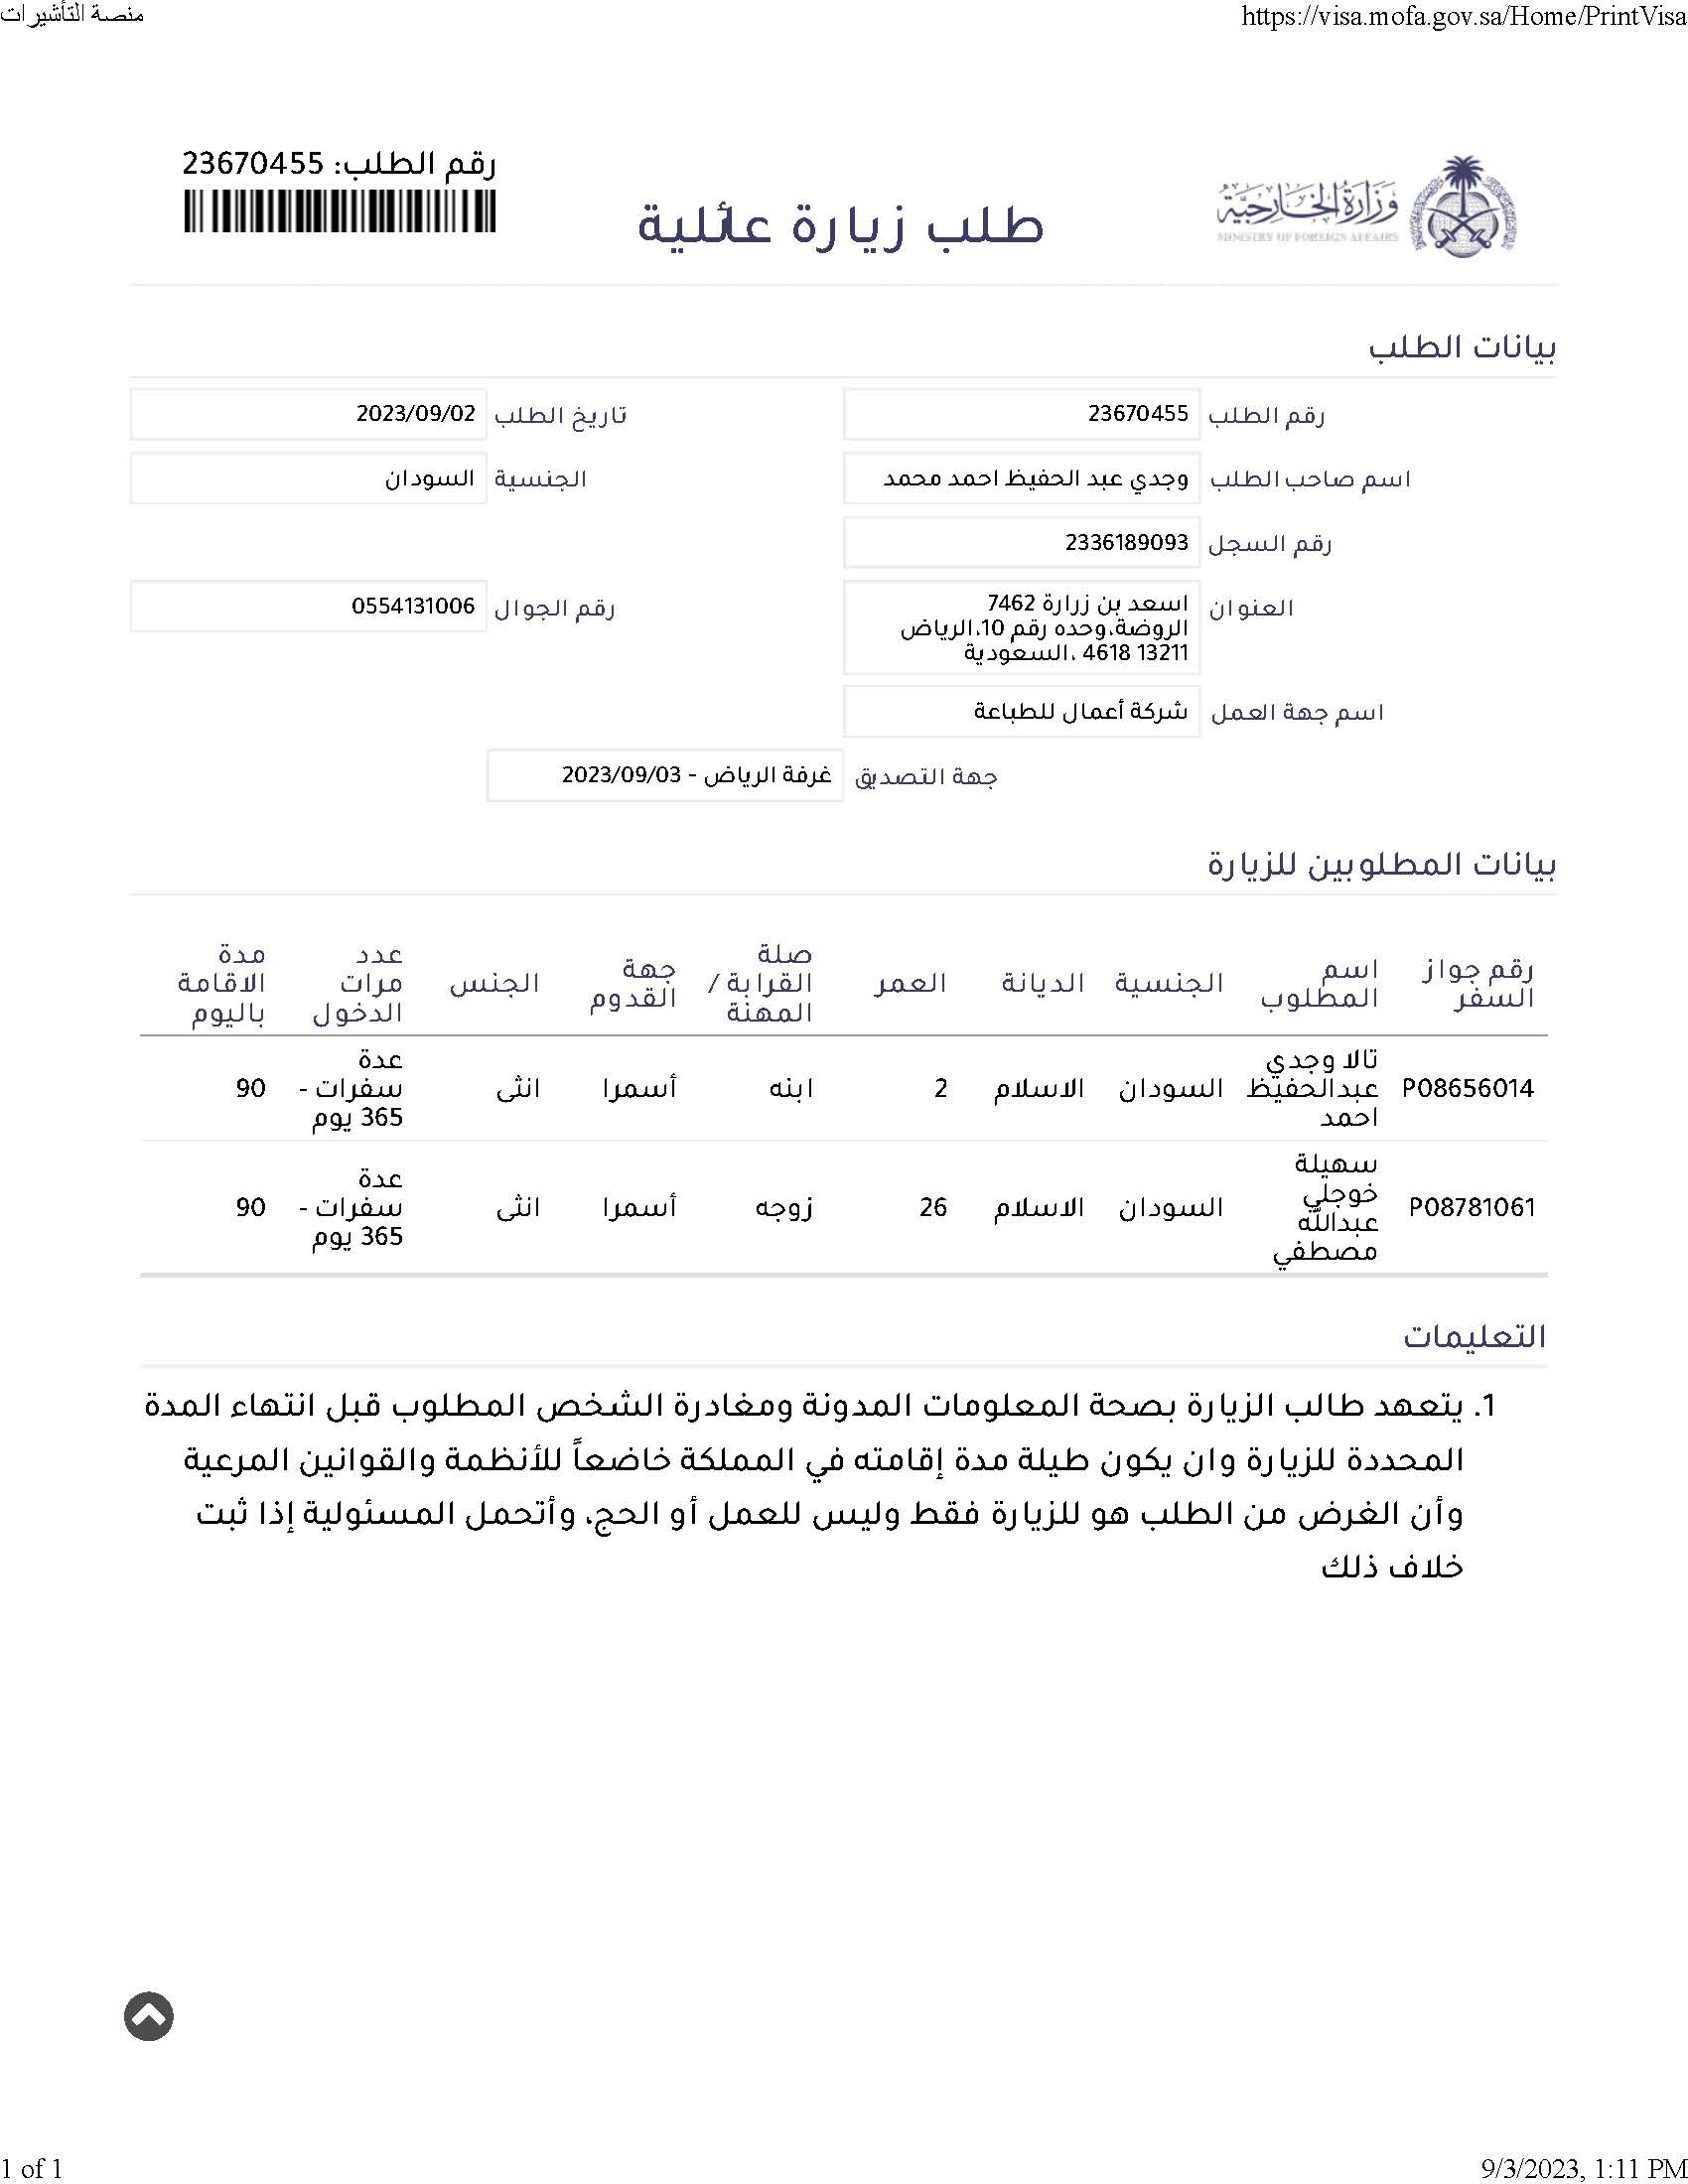 منصة التأشيرات
https://visa.mofa.gov.sa/Home/PrintVisa
وزارة الخارجية
MINISTRY OF FOREIGN AFFAIRS
طلب زيارة عائلية
رقم الطلب: 23670455
بيانات الطلب
رقم الطلب 23670455 تاريخ الطلب 2023/09/02
اسم صاحب الطلب وجدي عبد الحفيظ احمد محمد الجنسية السودان
رقم السجل 2336189093
العنوان اسعد بن زرارة 7462
الروضة،وحده رقم 10،الرياض
13211 4618 ،السعودية
رقم الجوال 0554131006
اسم جهة العمل شركة أعمال للطباعة
جهة التصديق غرفة الرياض - 2023/09/03
بيانات المطلوبين للزيارة
رقم جواز السفر اسم المطلوب الجنسية الديانة العمر صلة القرابة / المهنة جهة القدوم الجنس عدد مرات الدخول مدة الاقامة باليوم
P08656014 تالا وجدي عبدالحفيظ احمد السودان الاسلام 2 ابنه أسمرا انثى عدة سفرات - 365 يوم 90
P08781061 سهيلة خوجلي عبدالله مصطفي السودان الاسلام 26 زوجه أسمرا انثى عدة سفرات - 365 يوم 90
التعليمات
1. يتعهد طالب الزيارة بصحة المعلومات المدونة ومغادرة الشخص المطلوب قبل انتهاء المدة
المحددة للزيارة وان يكون طيلة مدة إقامته في المملكة خاضعاً للأنظمة والقوانين المرعية
وأن الغرض من الطلب هو للزيارة فقط وليس للعمل أو الحج، وأتحمل المسئولية إذا ثبت
خلاف ذلك
1 of 1
9/3/2023, 1:11 PM